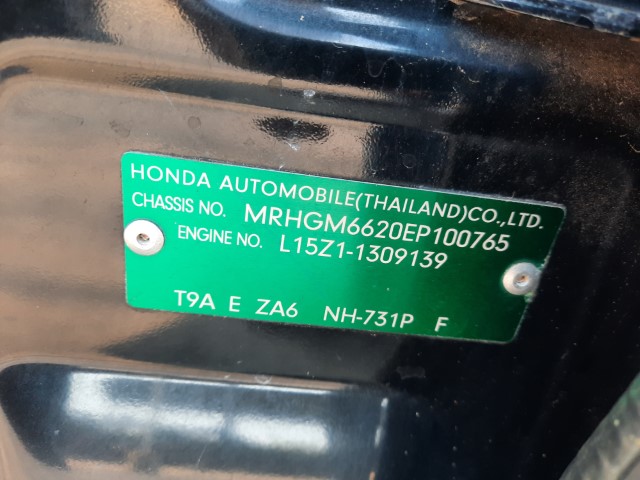 HONDA AUTOMOBILE(THAILAND)CO.,LTD.
CHASSIS NO. MRHGM6620EP100765
ENGINE NO. L15Z1-1309139
T9A E ZA6 NH-731P F